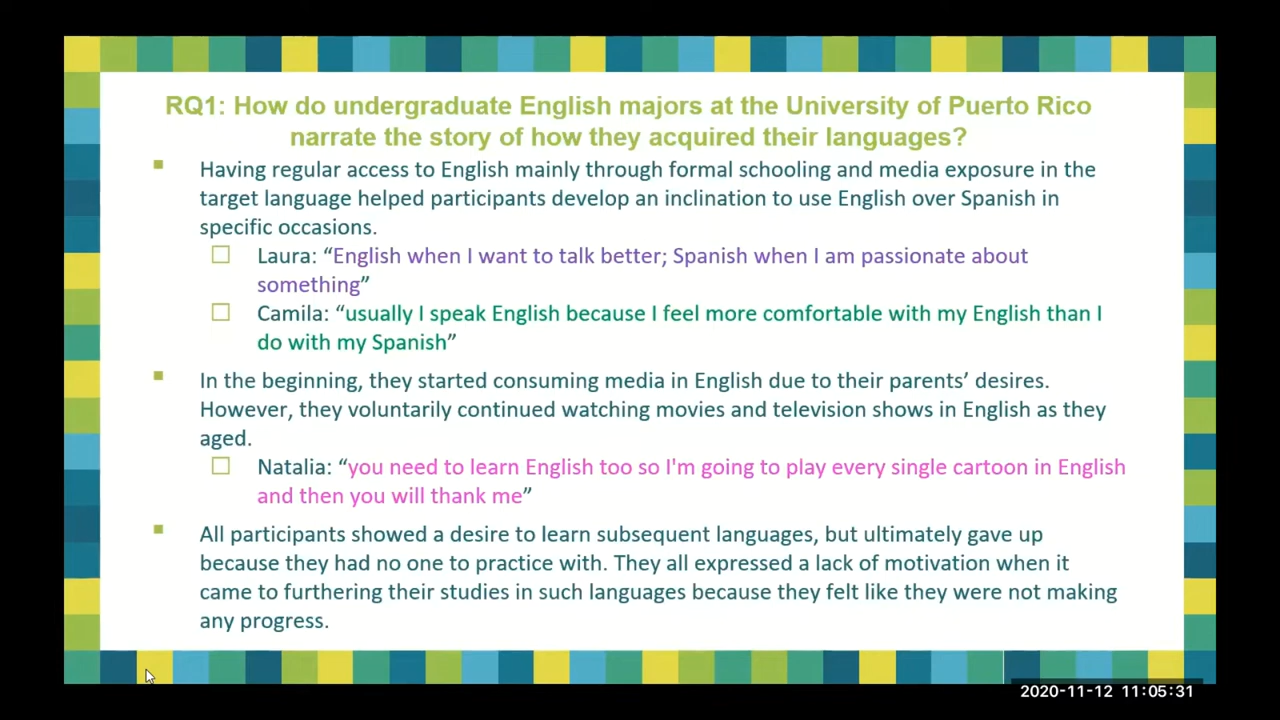 RQ1: How do undergraduate English majors at the University of Puerto Rico
narrate the story of how they acquired their languages?
Having regular access to English mainly through formal schooling and media exposure in the
target language helped participants develop an inclination to use English over Spanish in
specific occasions.
Laura: “English when I want to talk better; Spanish when I am passionate about
something”
Camila: “usually I speak English because I feel more comfortable with my English than I
do with my Spanish”
In the beginning, they started consuming media in English due to their parents’ desires.
However, they voluntarily continued watching movies and television shows in English as they
aged.
Natalia: “you need to learn English too so I'm going to play every single cartoon in English
and then you will thank me”
All participants showed a desire to learn subsequent languages, but ultimately gave up
because they had no one to practice with. They all expressed a lack of motivation when it
came to furthering their studies in such languages because they felt like they were not making
any progress.
2020-11-12 11:05:31